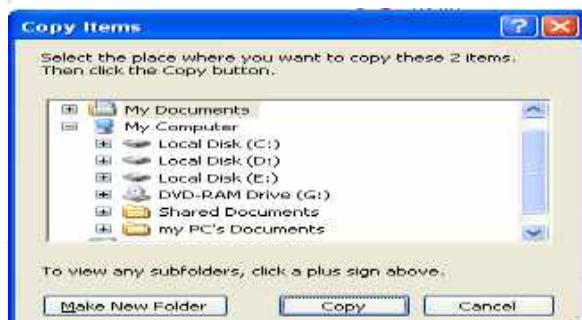 Copy Items
Select the place where you want to copy these 2 items.
Then click the Copy button.
My Documents
My Computer
Local Disk (C:)
Local Disk (D:)
Local Disk (E:)
DVD-RAM Drive (G:)
Shared Documents
my PC's Documents
To view any subfolders, click a plus sign above.
Make New Folder
Copy
Cancel